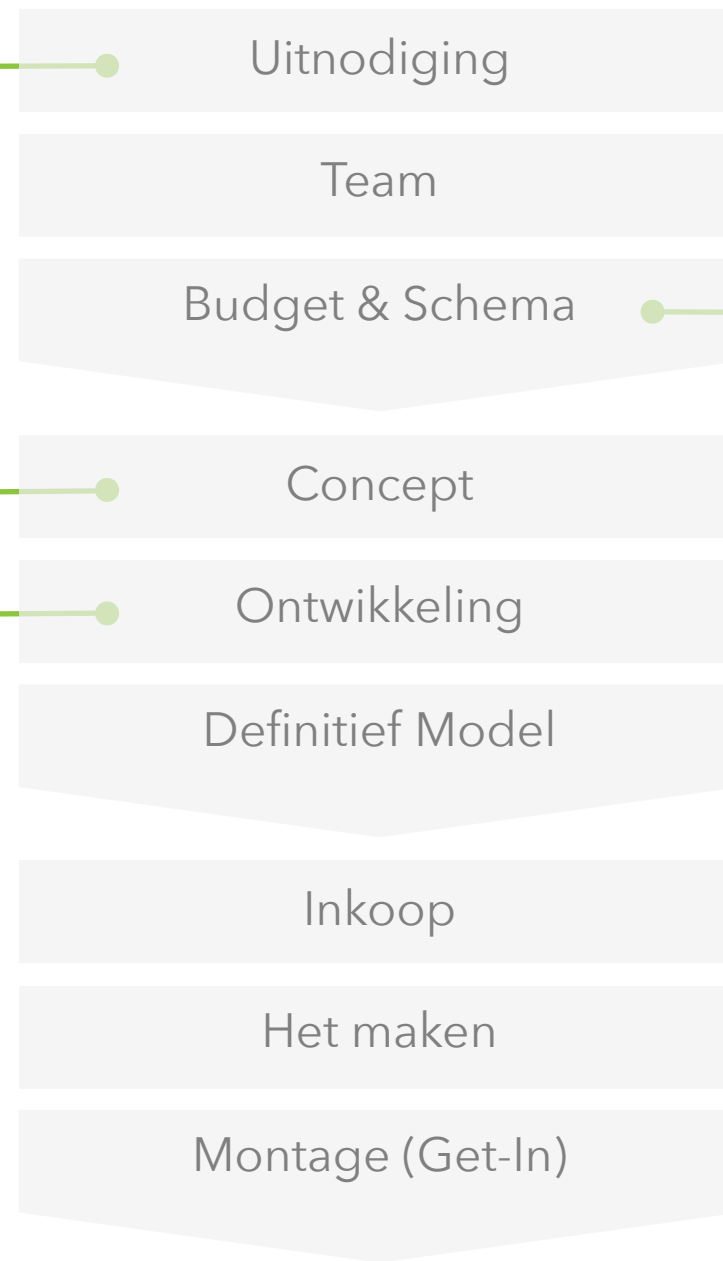 Uitnodiging
Team
Budget & Schema
Concept
Ontwikkeling
Definitief Model
Inkoop
Het maken
Montage (Get-In)